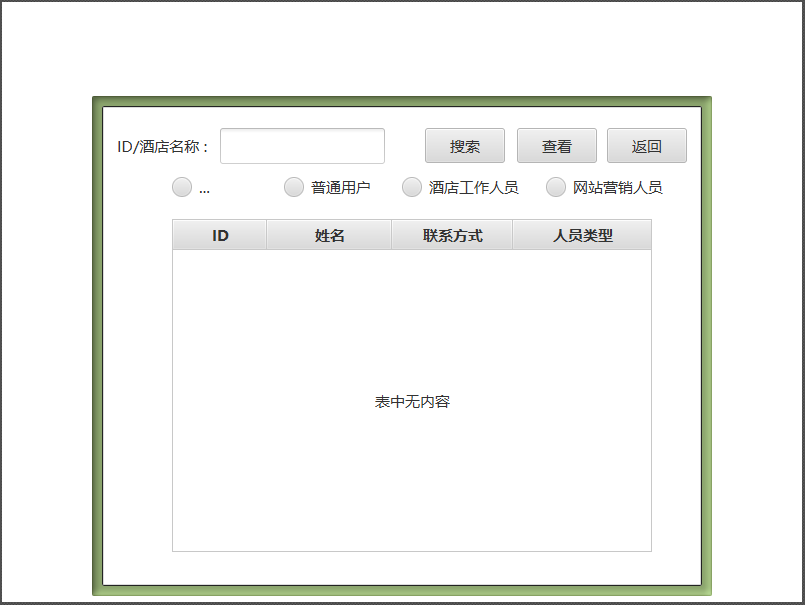 ID/酒店名称： 搜索 查看 返回
... 普通用户 酒店工作人员 网站营销人员
ID 姓名 联系方式 人员类型
表中无内容